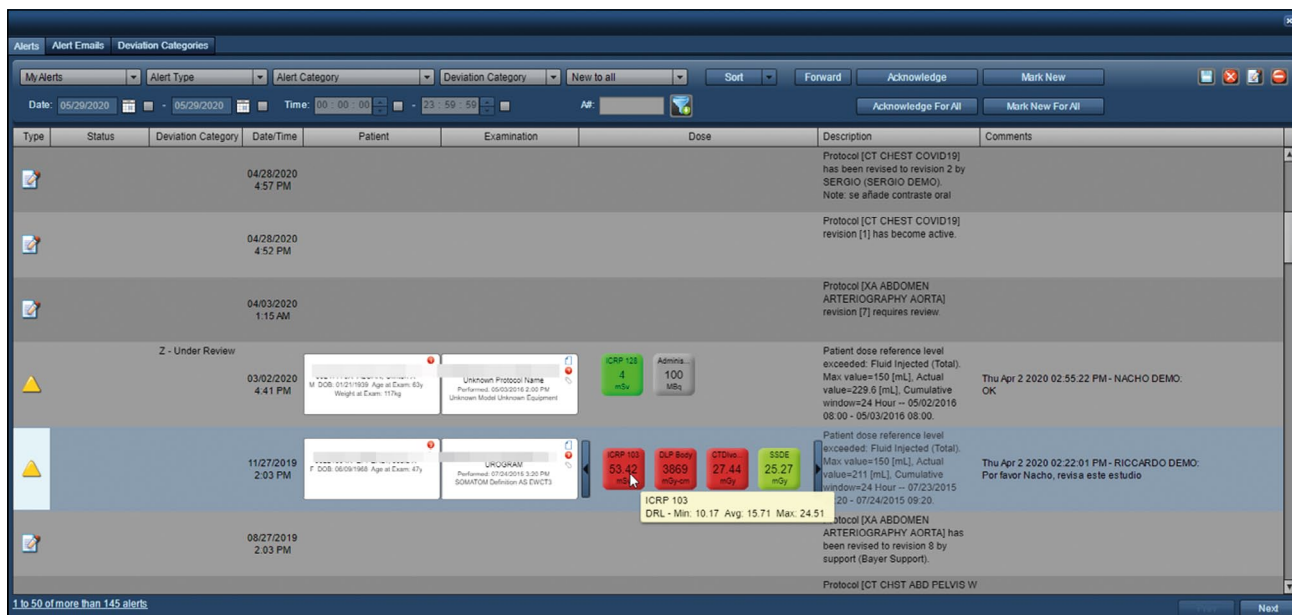 Alerts Alert Emails Deviation Categories
MyAlerts Alert Type Alert Category Deviation Category New to all Sort Forward Acknowledge Mark New
Date: 05/29/2020 - 05/29/2020 Time: 00 : 00 : 00 - 23 : 59 : 59 A#: Acknowledge For All Mark New For All
Type Status Deviation Category Date/Time Patient Examination Dose Description Comments
04/28/2020
4:57 PM
Protocol [CT CHEST COVID19]
has been revised to revision 2 by
SERGIO (SERGIO DEMO).
Note: se añade contraste oral
04/28/2020
4:52 PM
Protocol [CT CHEST COVID19]
revision [1] has become active.
04/03/2020
1:15 AM
Protocol [XA ABDOMEN
ARTERIOGRAPHY AORTA]
revision [7] requires review.
Z - Under Review
03/02/2020
4:41 PM
M DOB: 01/21/1939 Age at Exam: 63y
Weight at Exam: 117kg
Unknown Protocol Name
Performed: 05/03/2016 2:00 PM
Unknown Model Unknown Equipment
ICRP 128
4
mSv
Adminis...
100
MBq
Patient dose reference level
exceeded: Fluid Injected (Total).
Max value=150 [mL], Actual
value=229.6 [mL], Cumulative
window=24 Hour -- 05/02/2016
08:00 - 05/03/2016 08:00.
Thu Apr 2 2020 02:55:22 PM - NACHO DEMO:
OK
11/27/2019
2:03 PM
F DOB: 06/09/1968 Age at Exam: 47y
UROGRAM
Performed: 07/24/2015 3:20 PM
SOMATOM Definition AS EWCT3
ICRP 103
53.42
DLP Body
3869
mGy-cm
CTDIvo...
27.44
mGy
SSDE
25.27
mGy
Patient dose reference level
exceeded: Fluid Injected (Total).
Max value=150 [mL], Actual
value=211 [mL], Cumulative
window=24 Hour -- 07/23/2015
:20 - 07/24/2015 09:20.
Thu Apr 2 2020 02:22:01 PM - RICCARDO DEMO:
Por favor Nacho, revisa este estudio
ICRP 103
DRL - Min: 10.17 Avg: 15.71 Max: 24.51
08/27/2019
2:03 PM
Protocol [XA ABDOMEN
ARTERIOGRAPHY AORTA] has
been revised to revision 8 by
support (Bayer Support).
Protocol [CT CHST ABD PELVIS W
1 to 50 of more than 145 alerts
Next